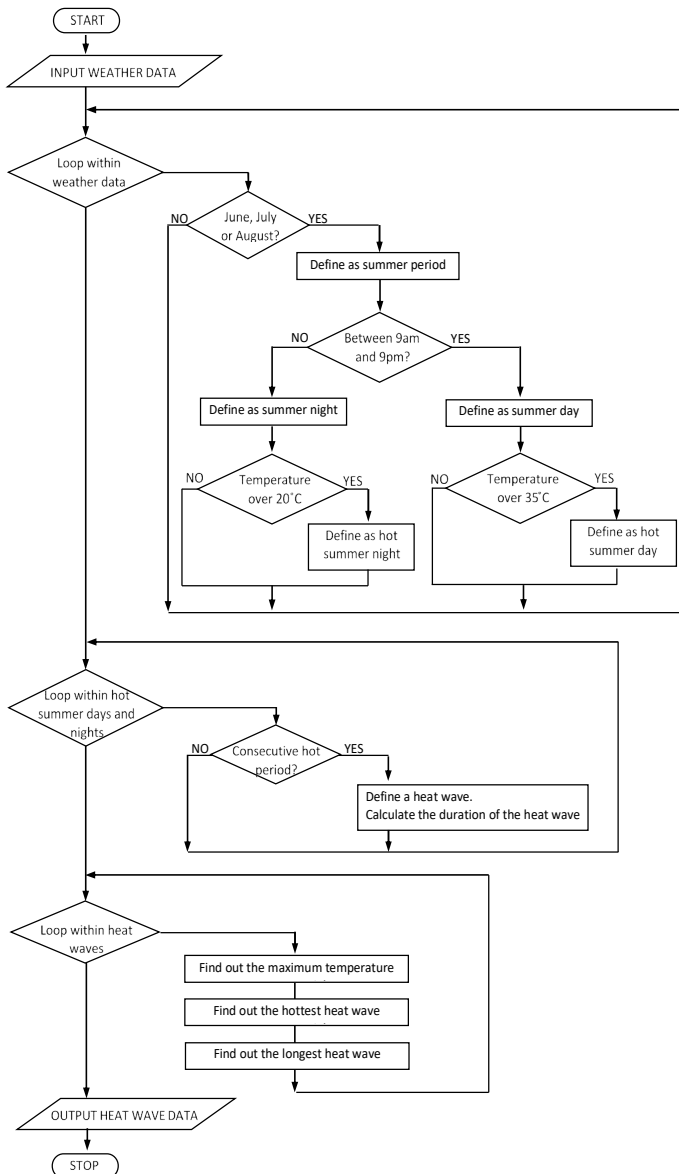 START
INPUT WEATHER DATA
Loop within
weather data
NO
June, July
or August?
YES
Define as summer period
NO
Between 9am
and 9pm?
YES
Define as summer night
Define as summer day
NO
Temperature
over 20˚C
YES
NO
Temperature
over 35˚C
YES
Define as hot
summer night
Define as hot
summer day
Loop within hot
summer days and
nights
NO
Consecutive hot
period?
YES
Define a heat wave.
Calculate the duration of the heat wave
Loop within heat
waves
Find out the maximum temperature
Find out the hottest heat wave
Find out the longest heat wave
OUTPUT HEAT WAVE DATA
STOP